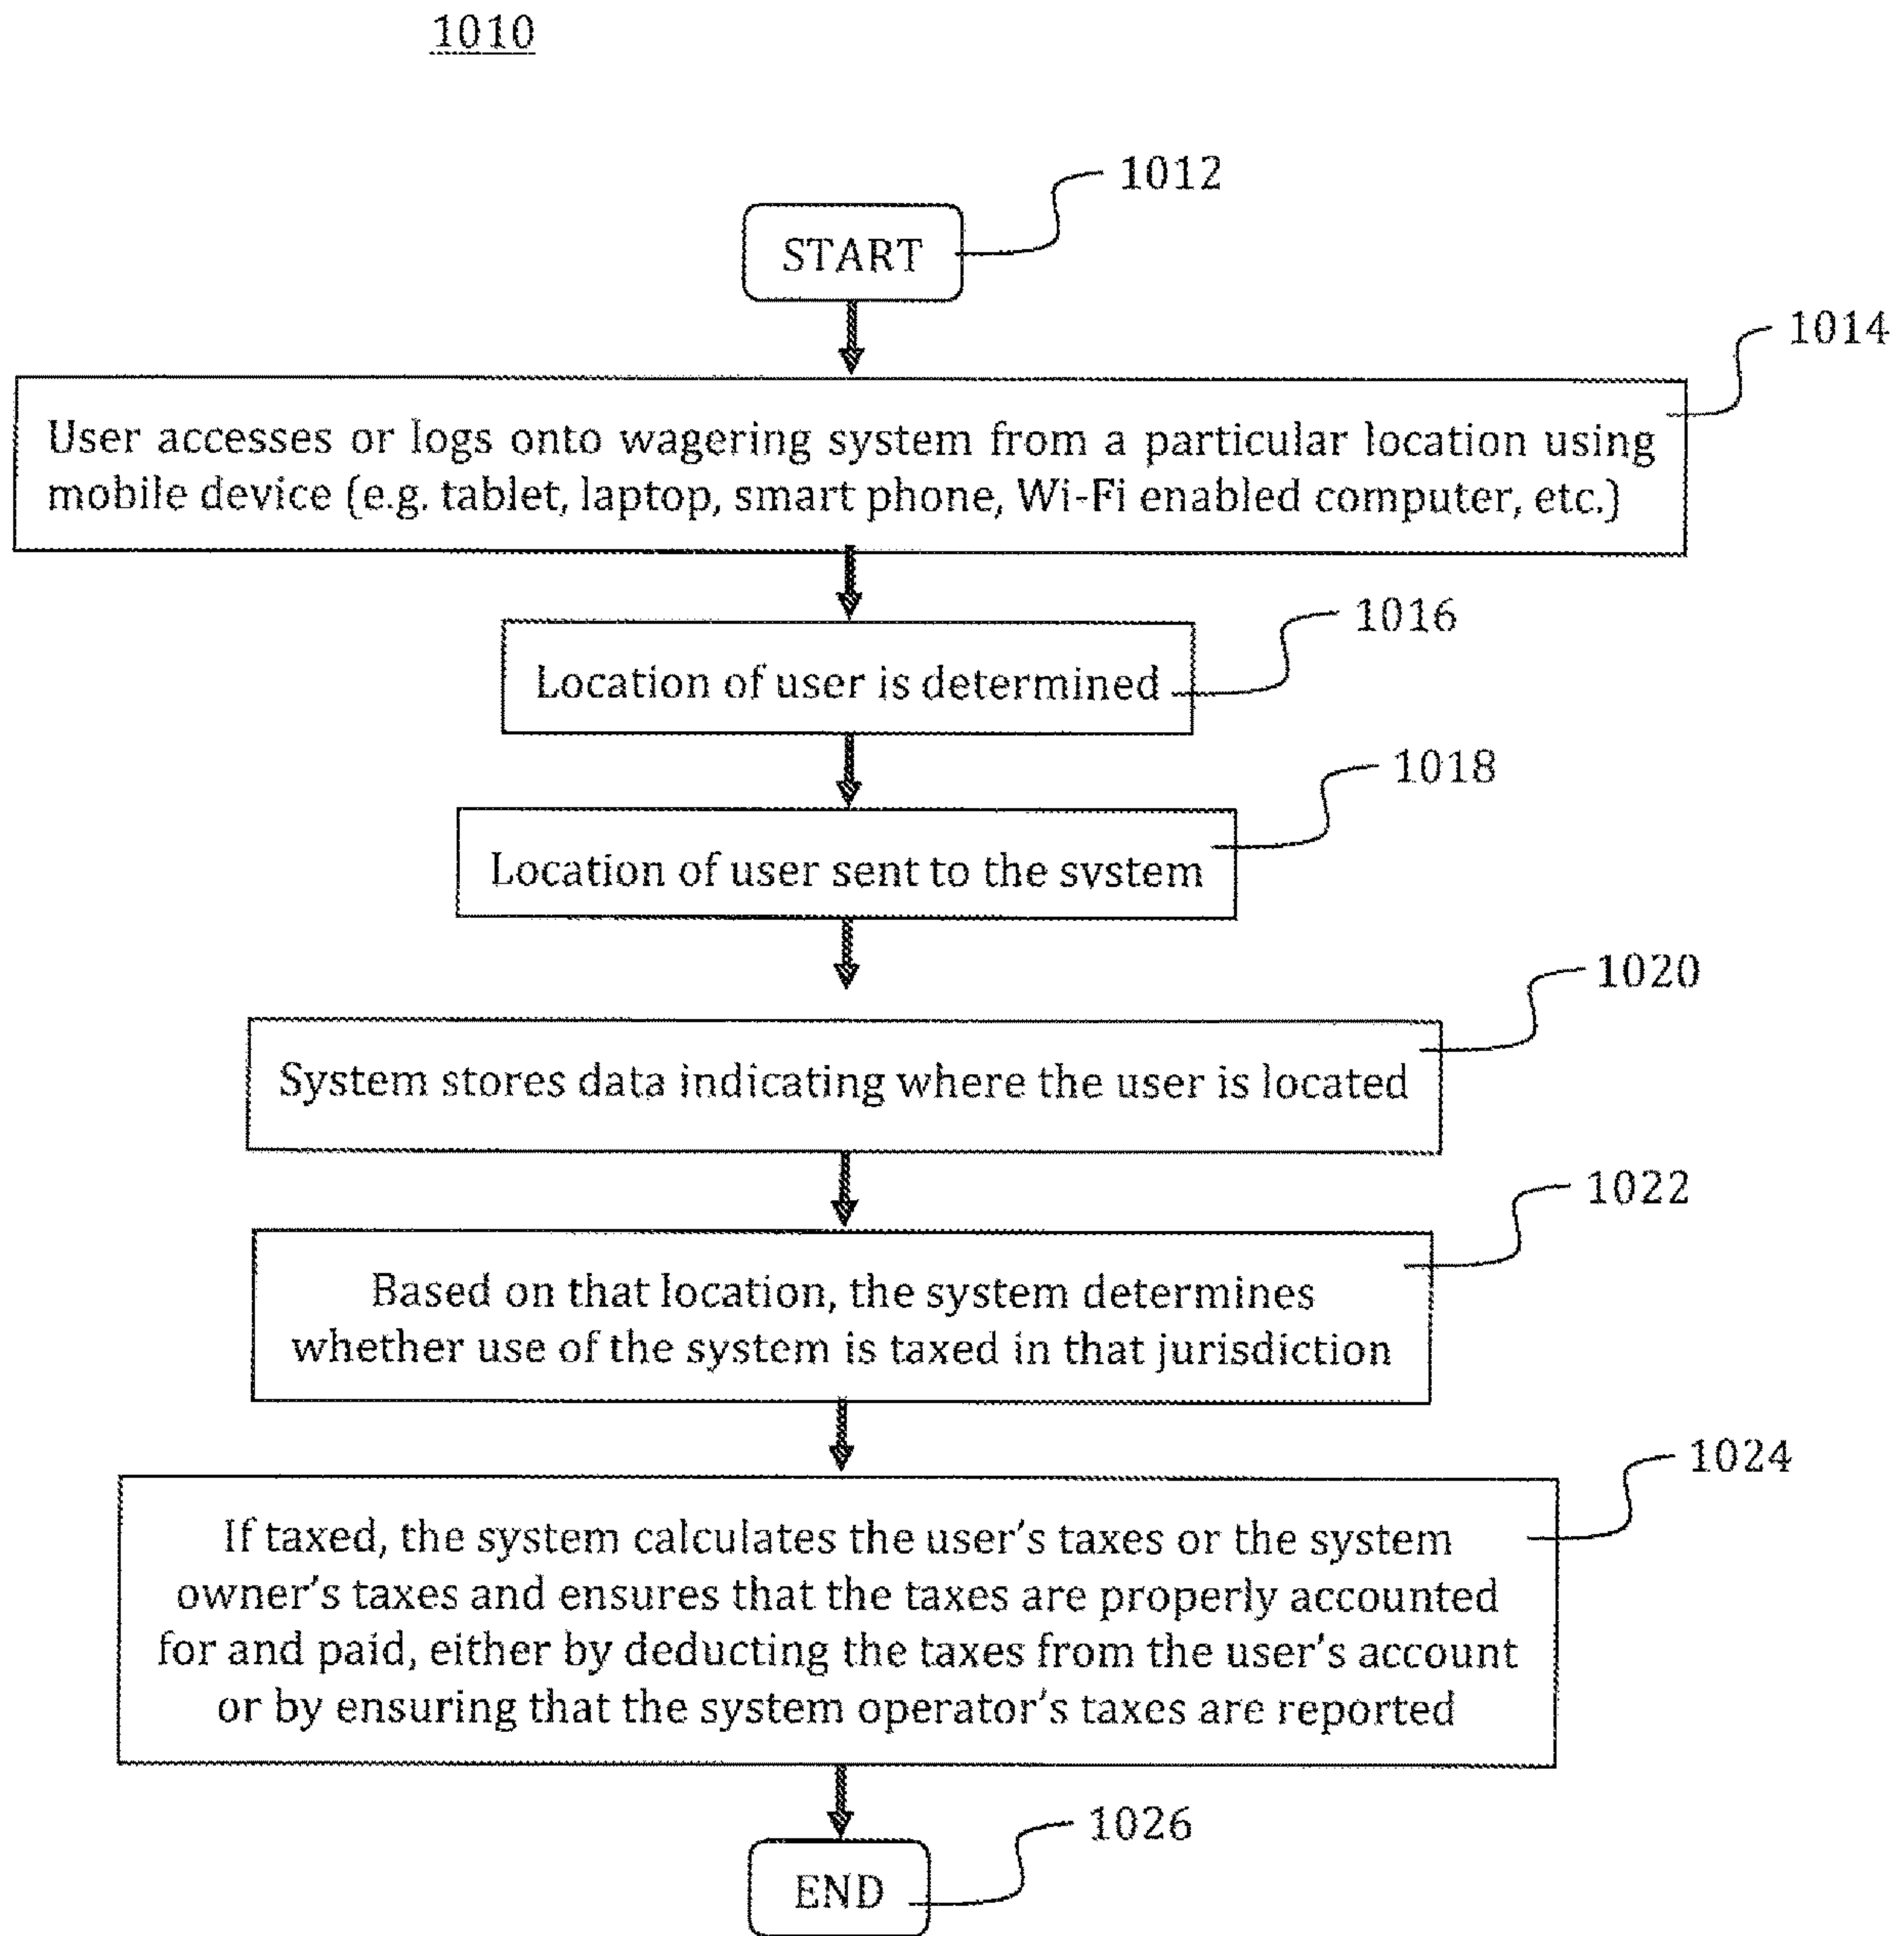 1010
1012
START
1014
User accesses or logs onto wagering system from a particular location using
mobile device (e.g. tablet, laptop, smart phone, Wi-Fi enabled computer, etc.)
1016
Location of user is determined
1018
Location of user sent to the system
1020
System stores data indicating where the user is located
1022
Based on that location, the system determines
whether use of the system is taxed in that jurisdiction
1024
If taxed, the system calculates the user's taxes or the system
owner's taxes and ensures that the taxes are properly accounted
for and paid, either by deducting the taxes from the user's account
or by ensuring that the system operator's taxes are reported
1026
END